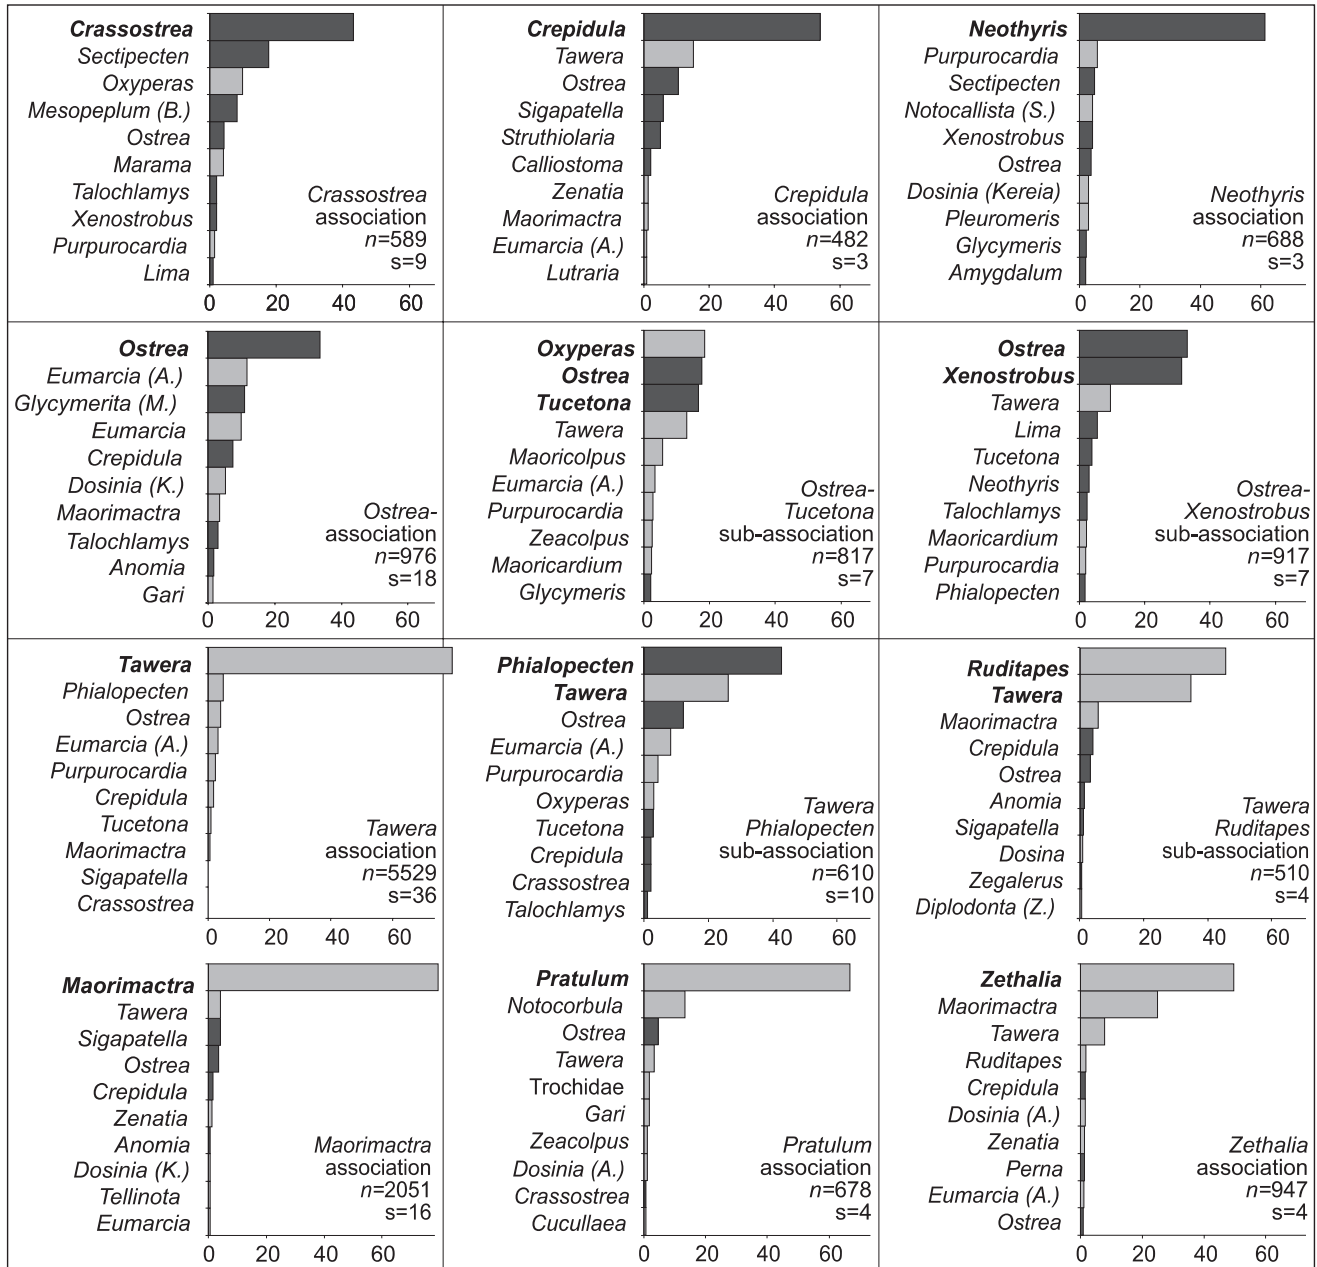 Crassostrea
Sectipecten
Oxyperas
Mesopeplum (B.)
Ostrea
Marama
Talochlamys
Xenostrobus
Purpurocardia
Lima
Crassostrea
association
n=589
s=9
0 20 40 60
Crepidula
Tawera
Ostrea
Sigapatella
Struthiolaria
Calliostoma
Zenatia
Maorimactra
Eumarcia (A.)
Lutraria
Crepidula
association
n=482
s=3
0 20 40 60
Neothyris
Purpurocardia
Sectipecten
Notocallista (S.)
Xenostrobus
Ostrea
Dosinia (Kereia)
Pleuromeris
Glycymeris
Amygdalum
Neothyris
association
n=688
s=3
0 20 40 60
Ostrea
Eumarcia (A.)
Glycymerita (M.)
Eumarcia
Crepidula
Dosinia (K.)
Maorimactra
Talochlamys
Anomia
Gari
Ostrea-
association
n=976
s=18
0 20 40 60
Oxyperas
Ostrea
Tucetona
Tawera
Maoricolpus
Eumarcia (A.)
Purpurocardia
Zeacolpus
Maoricardium
Glycymeris
Ostrea-
Tucetona
sub-association
n=817
s=7
0 20 40 60
Ostrea
Xenostrobus
Tawera
Lima
Tucetona
Neothyris
Talochlamys
Maoricardium
Purpurocardia
Phialopecten
Ostrea-
Xenostrobus
sub-association
n=917
s=7
0 20 40 60
Tawera
Phialopecten
Ostrea
Eumarcia (A.)
Purpurocardia
Crepidula
Tucetona
Maorimactra
Sigapatella
Crassostrea
Tawera
association
n=5529
s=36
0 20 40 60
Phialopecten
Tawera
Ostrea
Eumarcia (A.)
Purpurocardia
Oxyperas
Tucetona
Crepidula
Crassostrea
Talochlamys
Tawera
Phialopecten
sub-association
n=610
s=10
0 20 40 60
Ruditapes
Tawera
Maorimactra
Crepidula
Ostrea
Anomia
Sigapatella
Dosina
Zegalerus
Diplodonta (Z.)
Tawera
Ruditapes
sub-association
n=510
s=4
0 20 40 60
Maorimactra
Tawera
Sigapatella
Ostrea
Crepidula
Zenatia
Anomia
Dosinia (K.)
Tellinota
Eumarcia
Maorimactra
association
n=2051
s=16
0 20 40 60
Pratulum
Notocorbula
Ostrea
Tawera
Trochidae
Gari
Zeacolpus
Dosinia (A.)
Crassostrea
Cucullaea
Pratulum
association
n=678
s=4
0 20 40 60
Zethalia
Maorimactra
Tawera
Ruditapes
Crepidula
Dosinia (A.)
Zenatia
Perna
Eumarcia (A.)
Ostrea
Zethalia
association
n=947
s=4
0 20 40 60